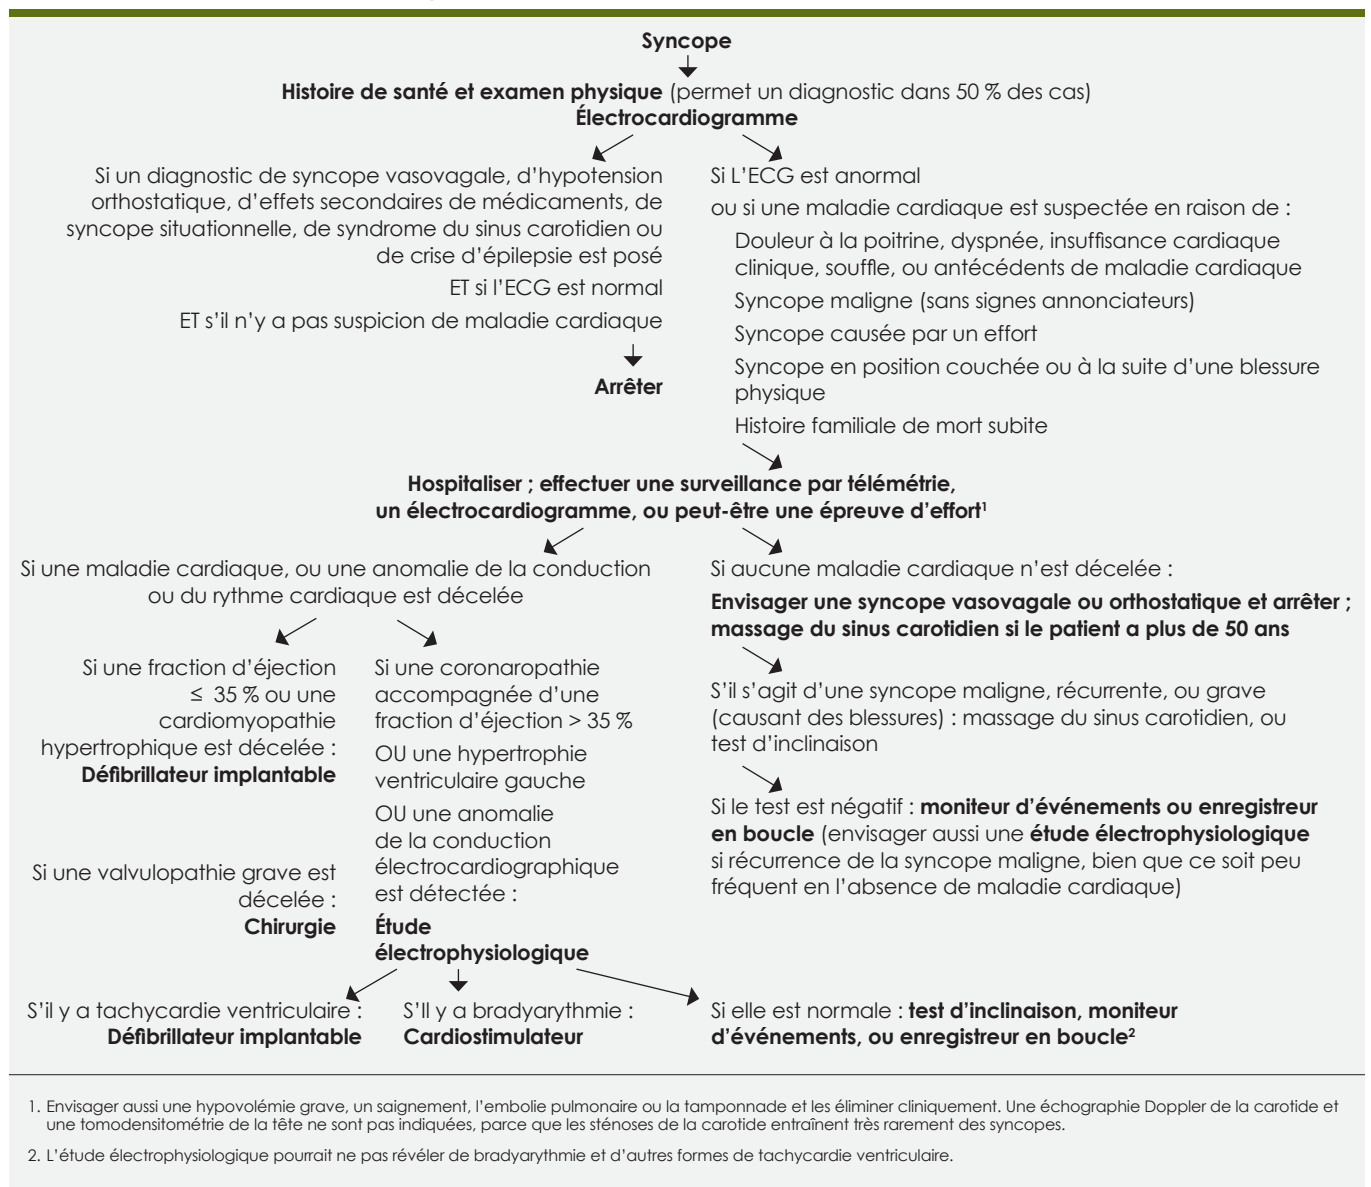 Syncope
Histoire de santé et examen physique (permet un diagnostic dans 50 % des cas)
Électrocardiogramme
Si un diagnostic de syncope vasovagale, d’hypotension
orthostatique, d’effets secondaires de médicaments, de
syncope situationnelle, de syndrome du sinus carotidien ou
de crise d’épilepsie est posé
ET si l’ECG est normal
ET s’il n’y a pas suspicion de maladie cardiaque
Arrêter
Si L’ECG est anormal
ou si une maladie cardiaque est suspectée en raison de :
Douleur à la poitrine, dyspnée, insuffisance cardiaque
clinique, souffle, ou antécédents de maladie cardiaque
Syncope maligne (sans signes annonciateurs)
Syncope causée par un effort
Syncope en position couchée ou à la suite d’une blessure
physique
Histoire familiale de mort subite
Hospitaliser ; effectuer une surveillance par télémétrie,
un électrocardiogramme, ou peut-être une épreuve d’effort¹
Si une maladie cardiaque, ou une anomalie de la conduction
ou du rythme cardiaque est décelée
Si une fraction d’éjection
≤ 35 % ou une
cardiomyopathie
hypertrophique est décelée :
Défibrillateur implantable
Si une valvulopathie grave est
décelée :
Chirurgie
Si une coronaropathie
accompagnée d’une
fraction d’éjection > 35 %
OU une hypertrophie
ventriculaire gauche
OU une anomalie
de la conduction
électrocardiographique
est détectée :
Étude
électrophysiologique
Si aucune maladie cardiaque n’est décelée :
Envisager une syncope vasovagale ou orthostatique et arrêter ;
massage du sinus carotidien si le patient a plus de 50 ans
S’il s’agit d’une syncope maligne, récurrente, ou grave
(causant des blessures) : massage du sinus carotidien, ou
test d’inclinaison
Si le test est négatif : moniteur d’événements ou enregistreur
en boucle (envisager aussi une étude électrophysiologique
si récurrence de la syncope maligne, bien que ce soit peu
fréquent en l’absence de maladie cardiaque)
S’il y a tachycardie ventriculaire :
Défibrillateur implantable
S’Il y a bradyarythmie :
Cardiostimulateur
Si elle est normale : test d’inclinaison, moniteur
d’événements, ou enregistreur en boucle²
1. Envisager aussi une hypovolémie grave, un saignement, l’embolie pulmonaire ou la tamponnade et les éliminer cliniquement. Une échographie Doppler de la carotide et
une tomodensitométrie de la tête ne sont pas indiquées, parce que les sténoses de la carotide entraînent très rarement des syncopes.
2. L’étude électrophysiologique pourrait ne pas révéler de bradyarythmie et d’autres formes de tachycardie ventriculaire.